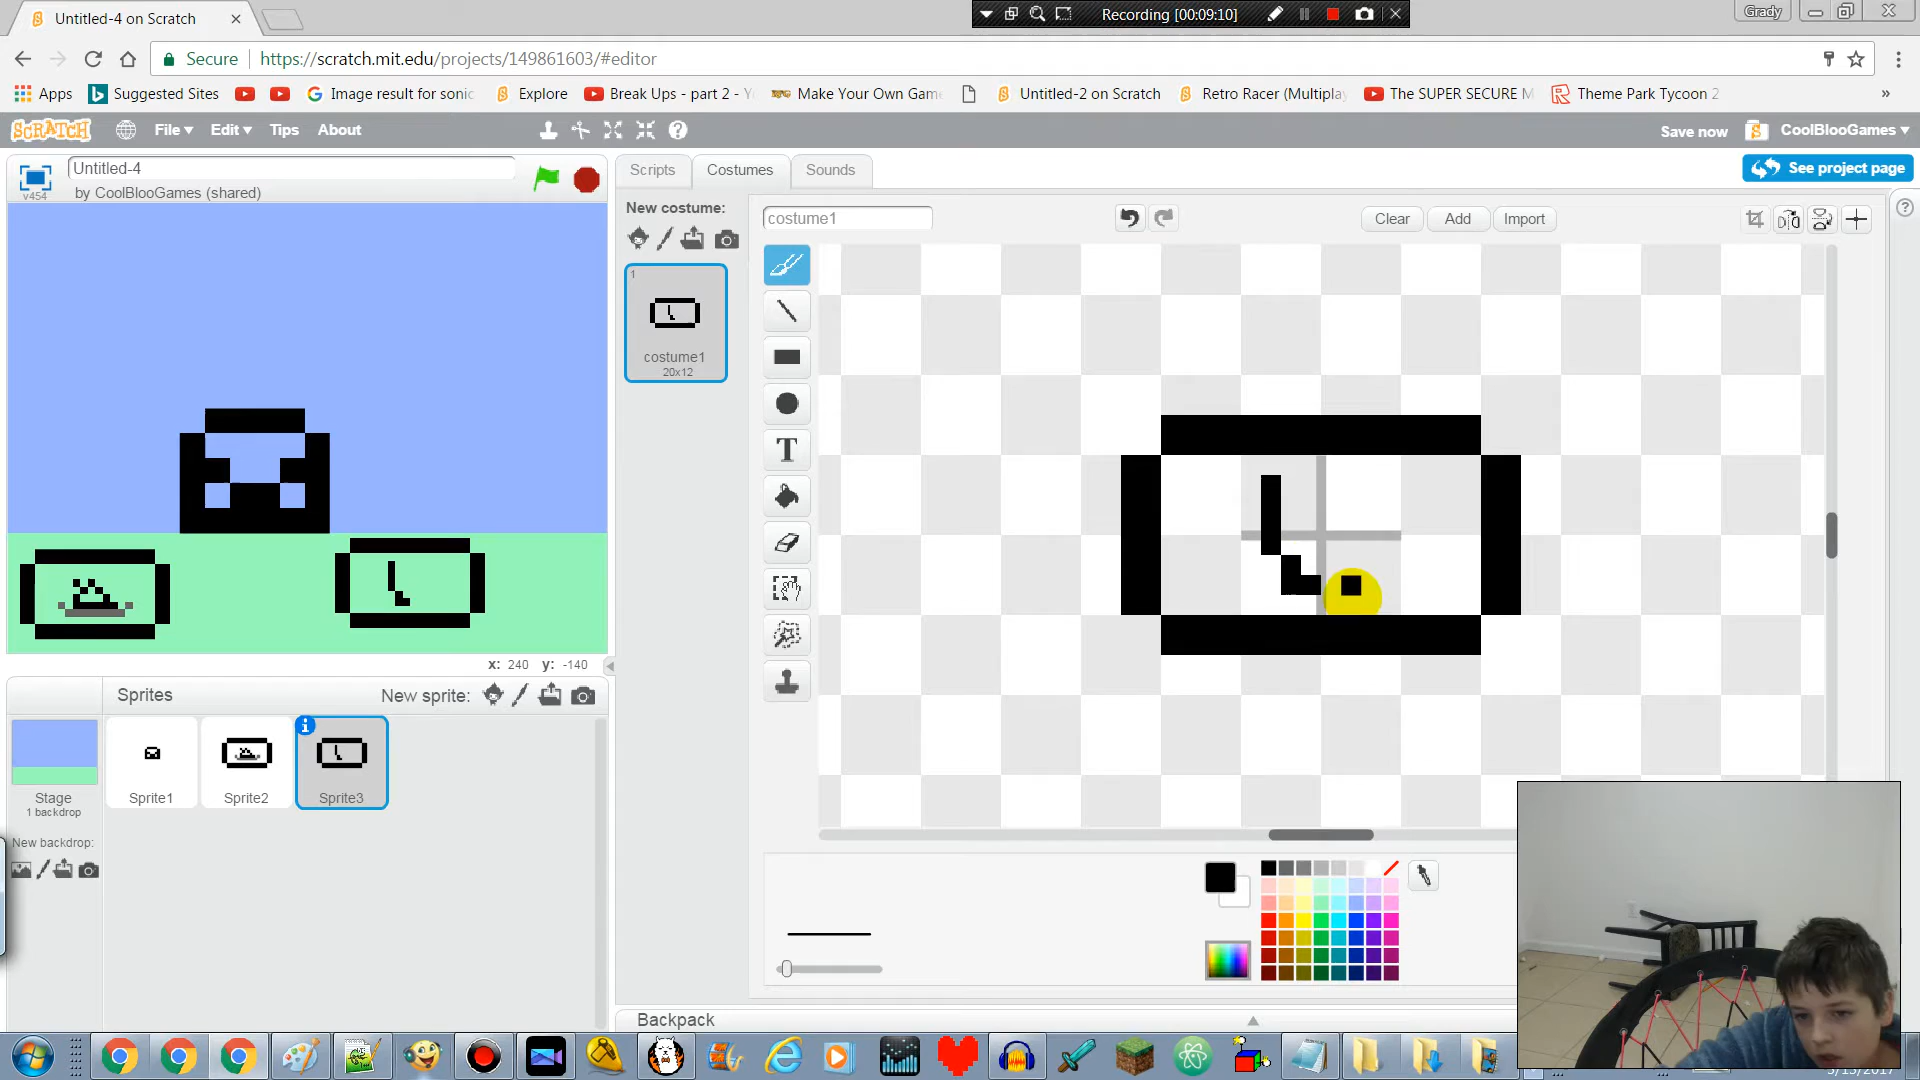 Untitled-4 on Scratch
Recording [00:09:10]
Grady
Secure
https://scratch.mit.edu/projects/149861603/#editor
Apps
Suggested Sites
Image result for sonic
Explore
Break Ups - part 2 - Y
Make Your Own Game
Untitled-2 on Scratch
Retro Racer (Multipla
The SUPER SECURE M
Theme Park Tycoon 2
»
SCRATCH
File
Edit
Tips
About
Save now
CoolBlooGames
Untitled-4
by CoolBlooGames (shared)
v454
Scripts
Costumes
Sounds
See project page
New costume:
costume1
Clear
Add
Import
1
costume1
20x12
T
x: 240 y: -140
Sprites
New sprite:
Stage
1 backdrop
New backdrop:
Sprite1
Sprite2
Sprite3
Backpack